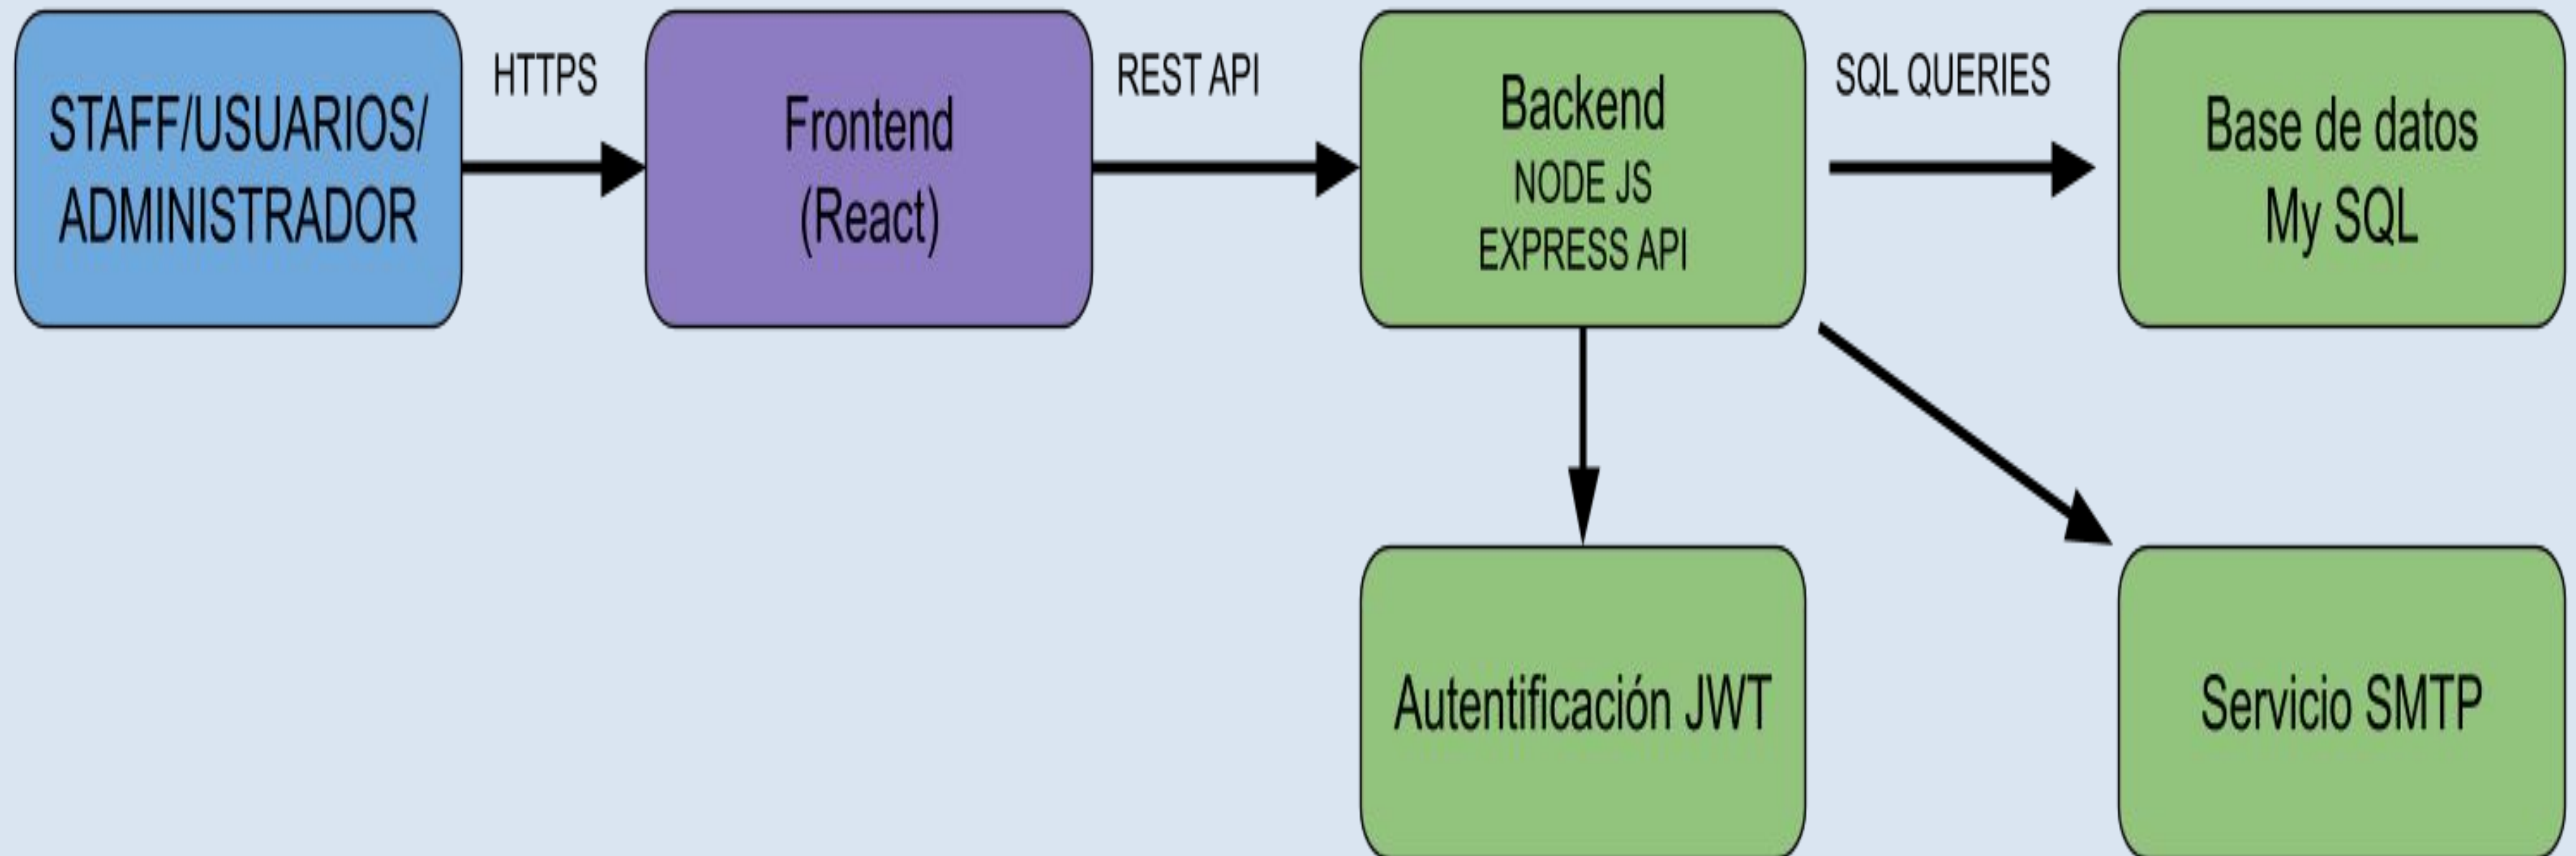 STAFF/USUARIOS/
ADMINISTRADOR
HTTPS
Frontend
(React)
REST API
Backend
NODE JS
EXPRESS API
SQL QUERIES
Base de datos
My SQL
Autentificación JWT
Servicio SMTP